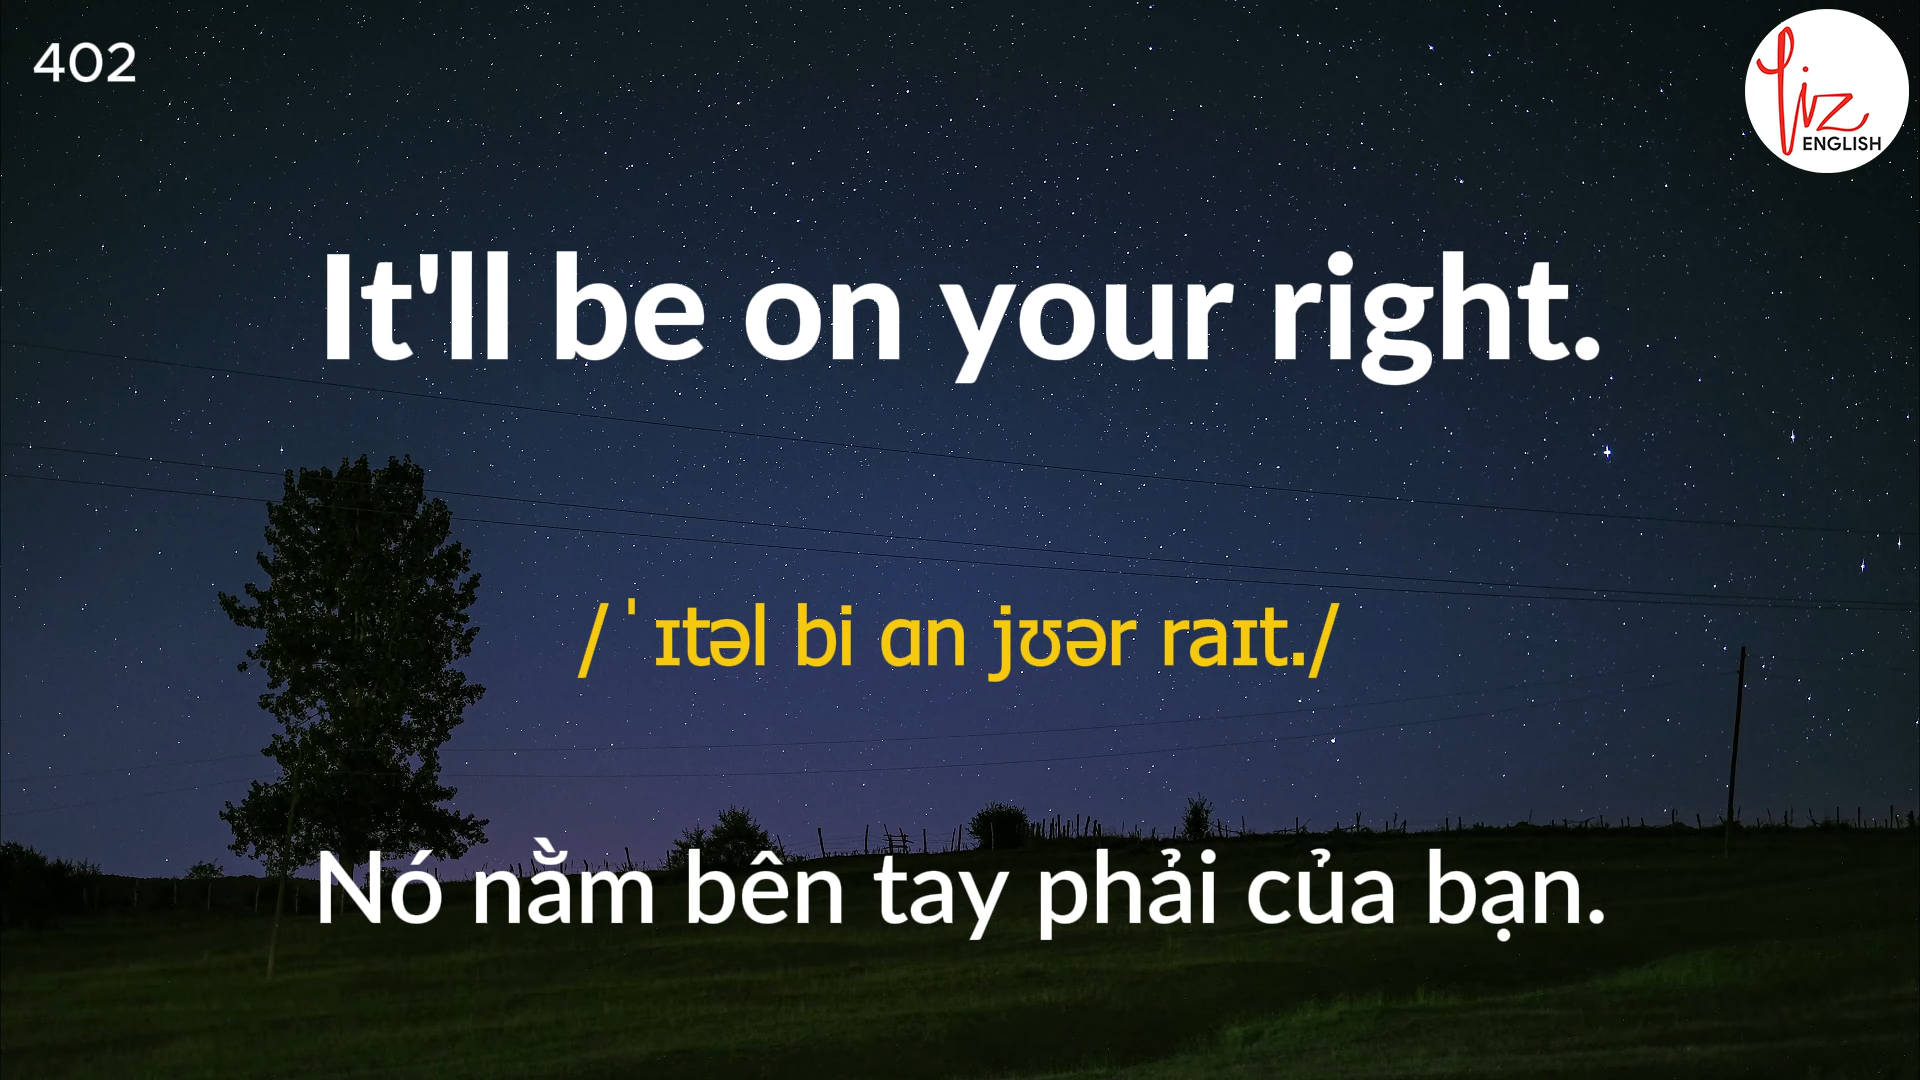 402
Liz
ENGLISH
It'll be on your right.
/ˈɪtəl bi ɑn jʊər raɪt./
Nó nằm bên tay phải của bạn.